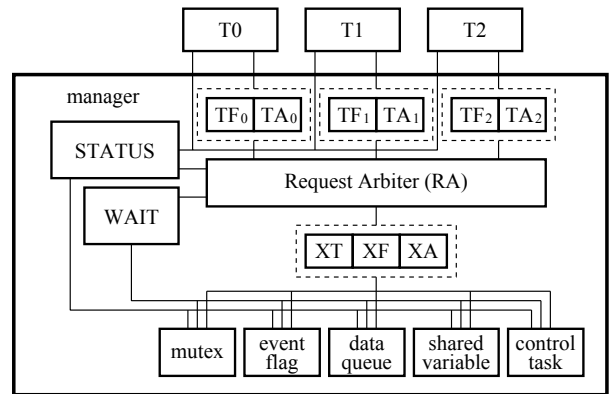 T0 T1 T2
manager
TF₀ TA₀ TF₁ TA₁ TF₂ TA₂
STATUS
Request Arbiter (RA)
WAIT
XT XF XA
mutex
event
flag
data
queue
shared
variable
control
task